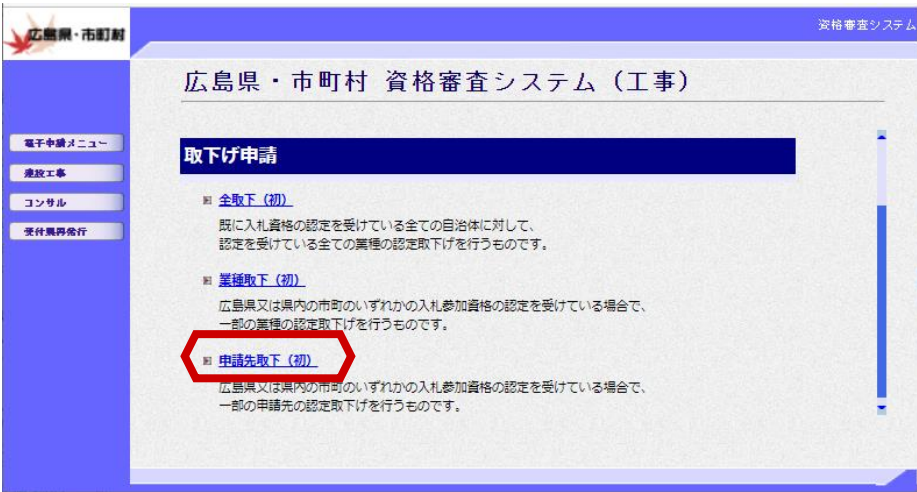 広島県・市町村
資格審査システム
広島県・市町村 資格審査システム（工事）
電子申請メニュー
建設工事
コンサル
受付票再発行
取下げ申請
全取下（初）
既に入札資格の認定を受けている全ての自治体に対して、
認定を受けている全ての業種の認定取下げを行うものです。
業種取下（初）
広島県又は県内の市町のいずれかの入札参加資格の認定を受けている場合で、
一部の業種の認定取下げを行うものです。
申請先取下（初）
広島県又は県内の市町のいずれかの入札参加資格の認定を受けている場合で、
一部の申請先の認定取下げを行うものです。